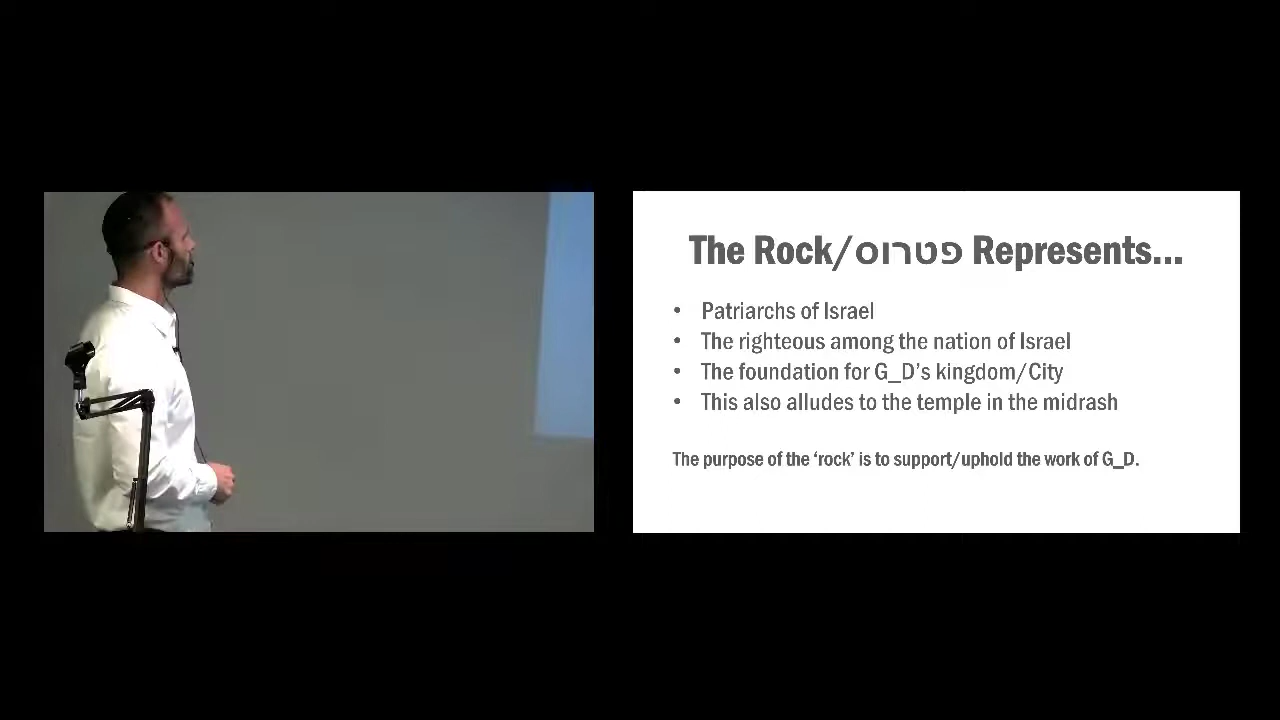 The Rock/פטרוס Represents...
• Patriarchs of Israel
• The righteous among the nation of Israel
• The foundation for G_D’s kingdom/City
• This also alludes to the temple in the midrash
The purpose of the ‘rock’ is to support/uphold the work of G_D.